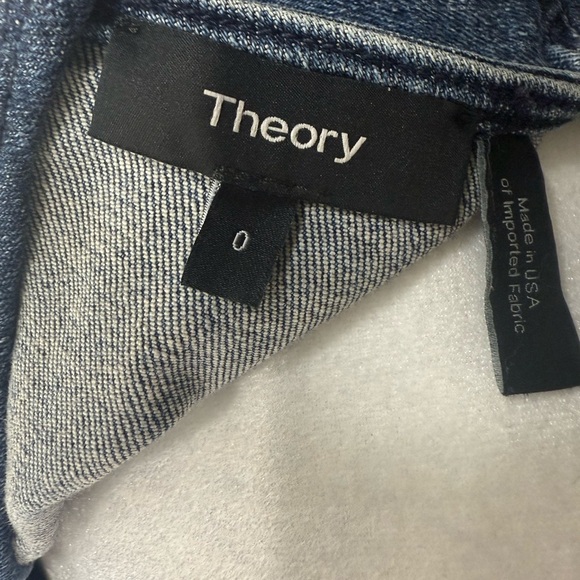 Theory
0
Made in USA
of Imported Fabric